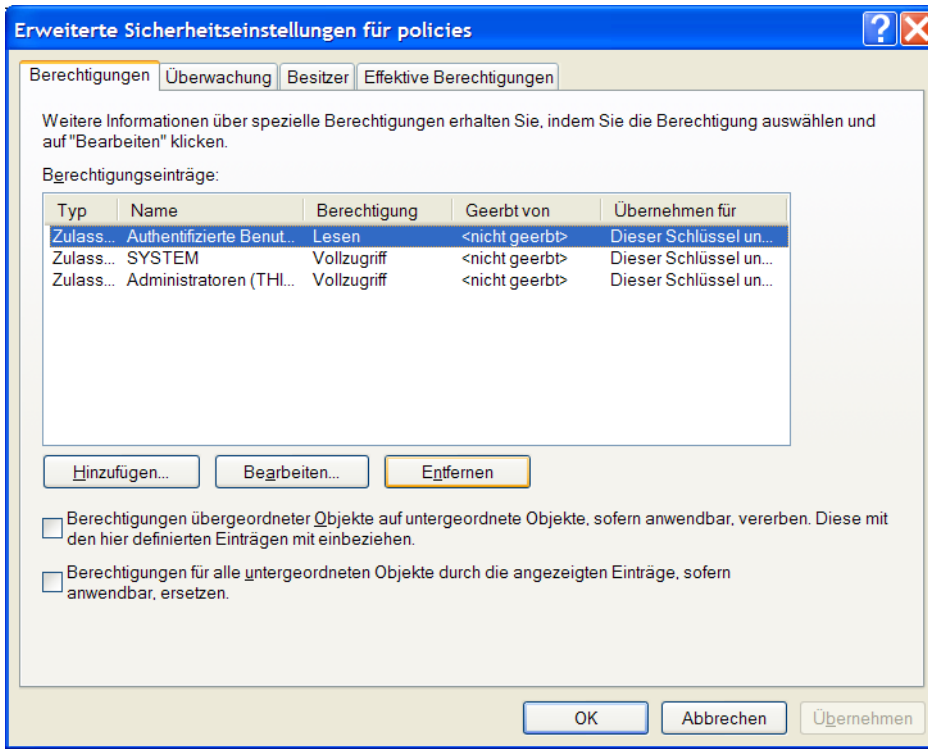 Erweiterte Sicherheitseinstellungen für policies
Berechtigungen Überwachung Besitzer Effektive Berechtigungen
Weitere Informationen über spezielle Berechtigungen erhalten Sie, indem Sie die Berechtigung auswählen und
auf "Bearbeiten" klicken.
Berechtigungseinträge:
Typ Name Berechtigung Geerbt von Übernehmen für
Zulass... Authentifizierte Benut... Lesen <nicht geerbt> Dieser Schlüssel un...
Zulass... SYSTEM Vollzugriff <nicht geerbt> Dieser Schlüssel un...
Zulass... Administratoren (THI... Vollzugriff <nicht geerbt> Dieser Schlüssel un...
Hinzufügen... Bearbeiten... Entfernen
Berechtigungen übergeordneter Objekte auf untergeordnete Objekte, sofern anwendbar, vererben. Diese mit
den hier definierten Einträgen mit einbeziehen.
Berechtigungen für alle untergeordneten Objekte durch die angezeigten Einträge, sofern
anwendbar, ersetzen.
OK Abbrechen Übernehmen